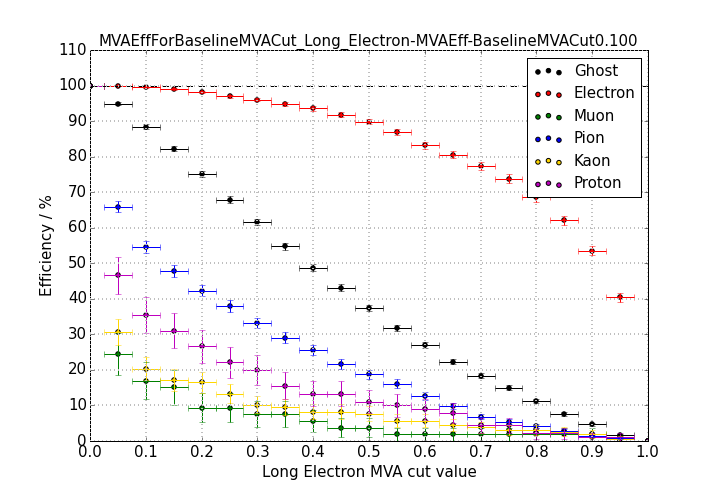 MVAEffForBaselineMVACut_Long_Electron-MVAEff-BaselineMVACut0.100
110
100
90
80
70
60
50
40
30
20
10
0
Efficiency / %
Ghost
Electron
Muon
Pion
Kaon
Proton
0.0 0.1 0.2 0.3 0.4 0.5 0.6 0.7 0.8 0.9 1.0
Long Electron MVA cut value